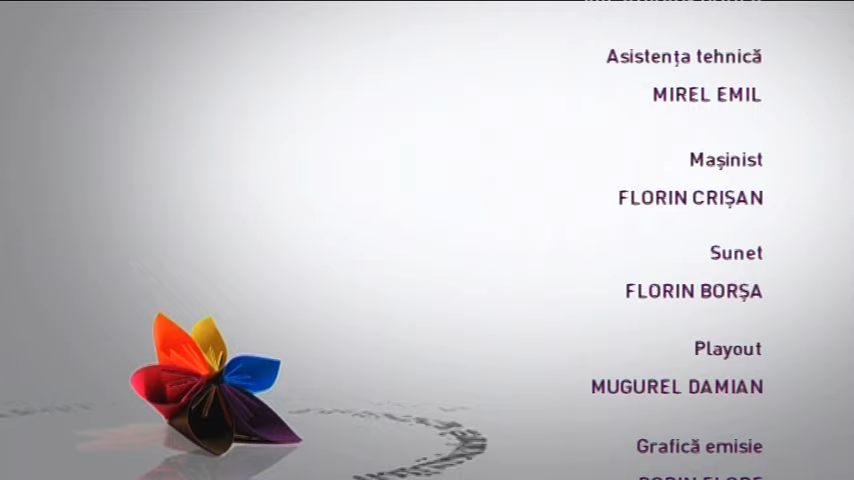 Asistența tehnică
MIREL EMIL
Mașinist
FLORIN CRIȘAN
Sunet
FLORIN BORȘA
Playout
MUGUREL DAMIAN
Grafică emisie